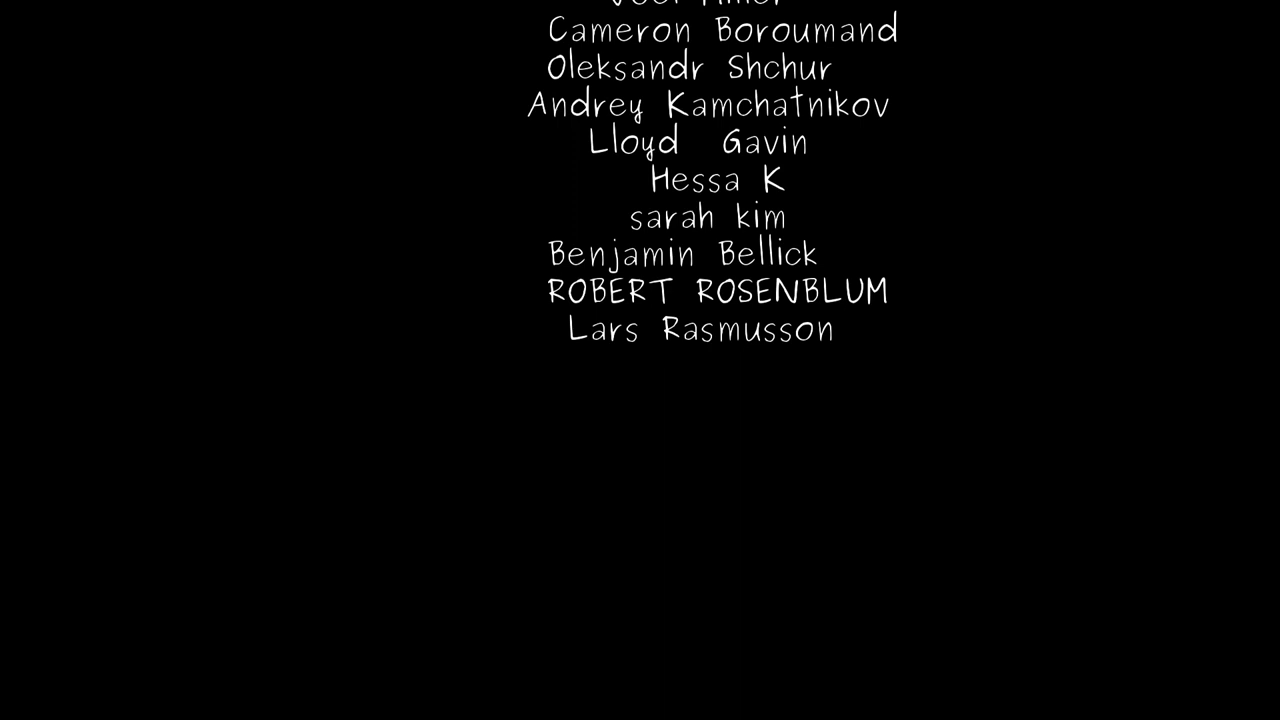 Cameron Boroumand
Oleksandr Shchur
Andrey Kamchatnikov
Lloyd Gavin
Hessa K
sarah kim
Benjamin Bellick
ROBERT ROSENBLUM
Lars Rasmusson